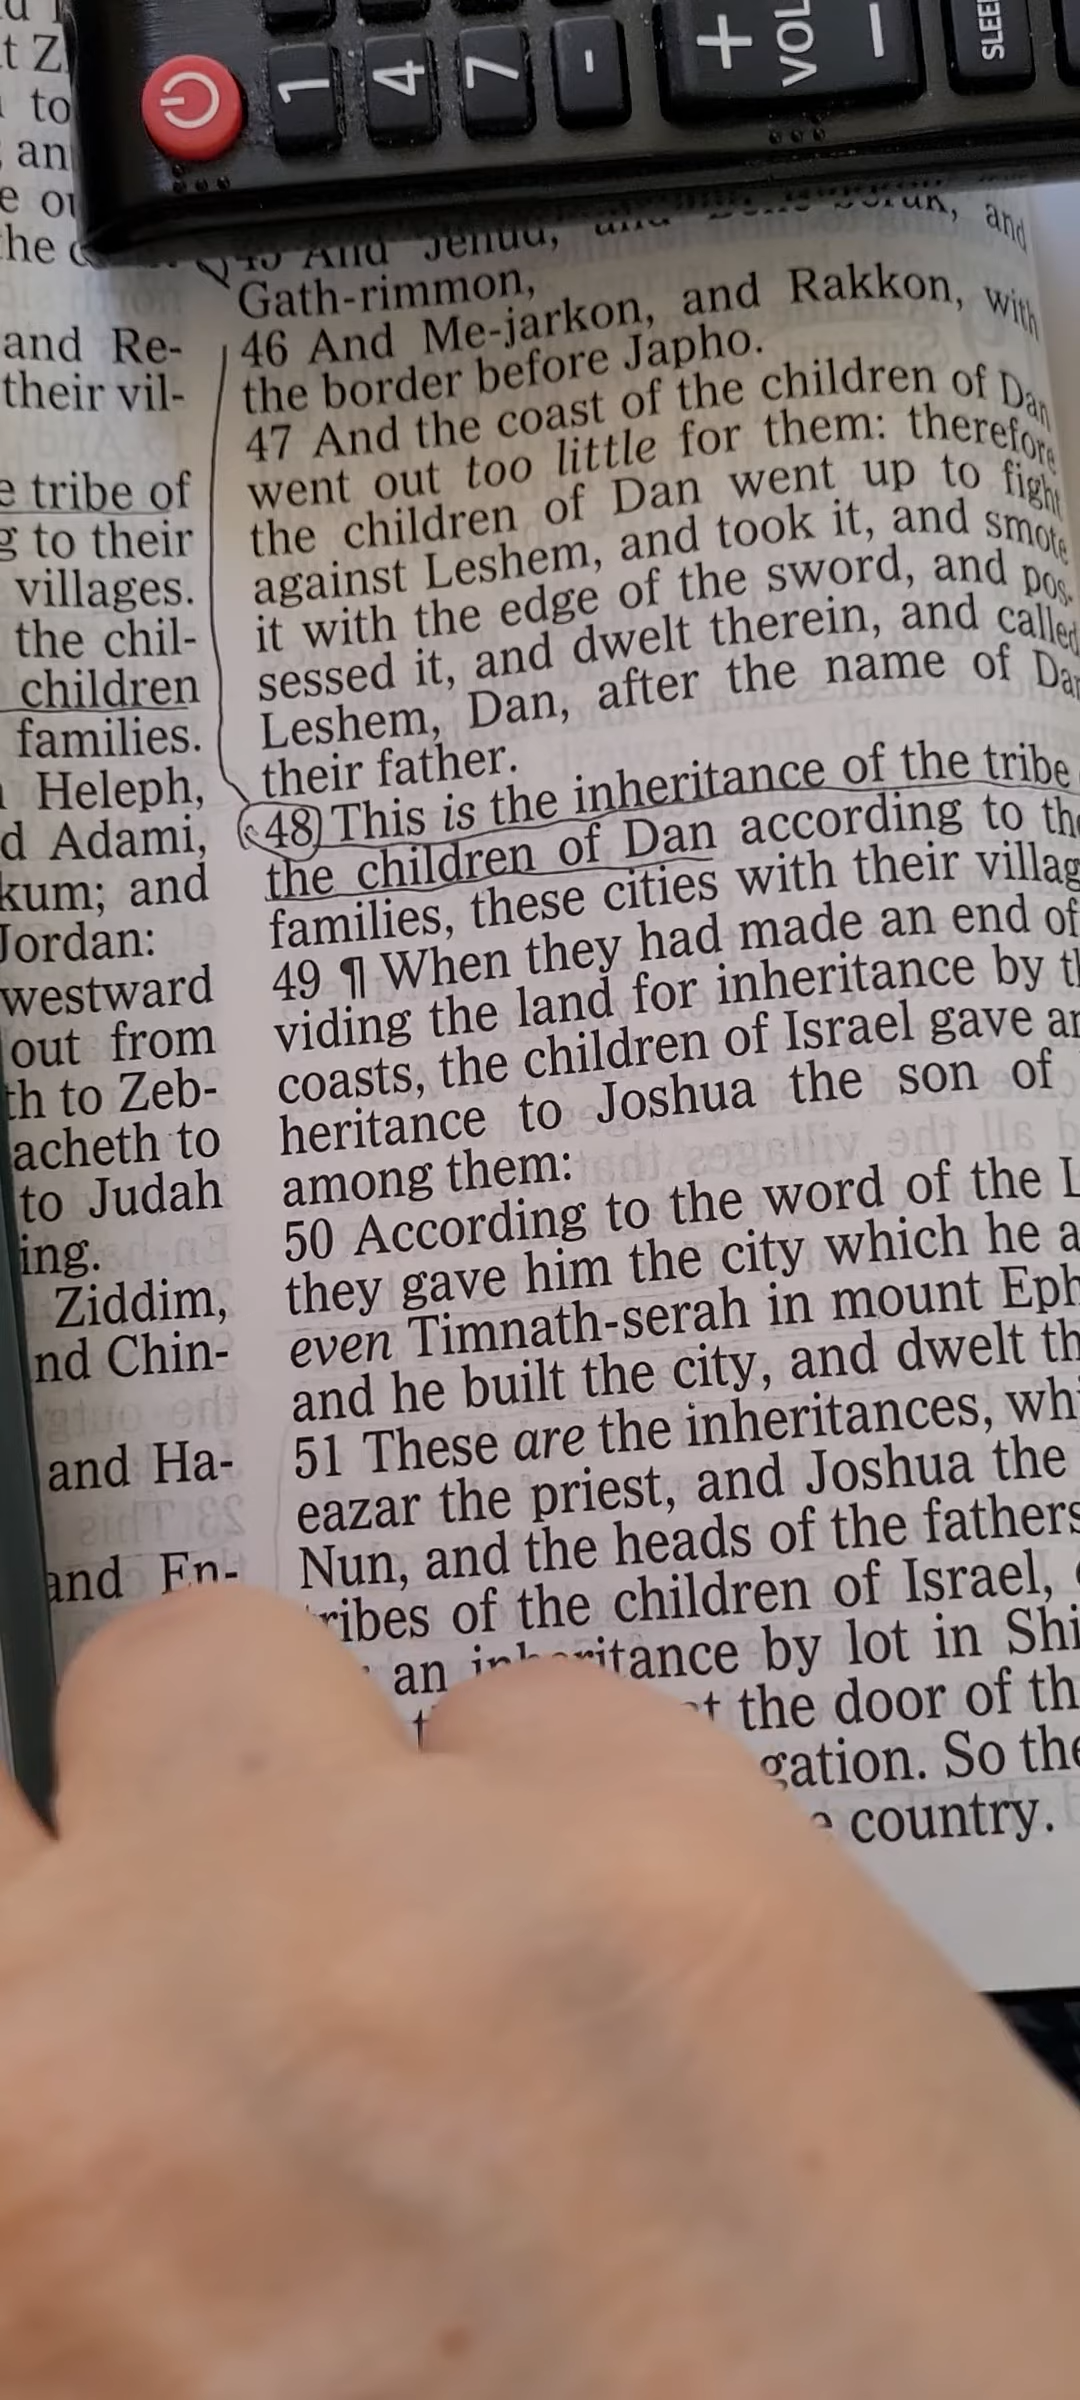 1 4 7 - + VOL - SLEE
t Z
to
an
e
he
and Re-
their vil-
e tribe of
g to their
villages.
the chil-
children
families.
Heleph,
d Adami,
kum; and
Jordan:
westward
out from
th to Zeb-
acheth to
to Judah
ing.
Ziddim,
nd Chin-
and Ha-
and En-
45 And Jehud, and and
Gath-rimmon,
46 And Me-jarkon, and Rakkon, with
the border before Japho.
47 And the coast of the children of Dan
went out too little for them: therefore
the children of Dan went up to fight
against Leshem, and took it, and smote
it with the edge of the sword, and pos-
sessed it, and dwelt therein, and called
Leshem, Dan, after the name of Dan
their father.
48 This is the inheritance of the tribe
the children of Dan according to the
families, these cities with their villag
49 ¶ When they had made an end of
viding the land for inheritance by th
coasts, the children of Israel gave an
heritance to Joshua the son of
among them:
50 According to the word of the L
they gave him the city which he a
even Timnath-serah in mount Eph
and he built the city, and dwelt th
51 These are the inheritances, whi
eazar the priest, and Joshua the
Nun, and the heads of the fathers
ribes of the children of Israel,
an inheritance by lot in Shi
t the door of th
gation. So the
country.